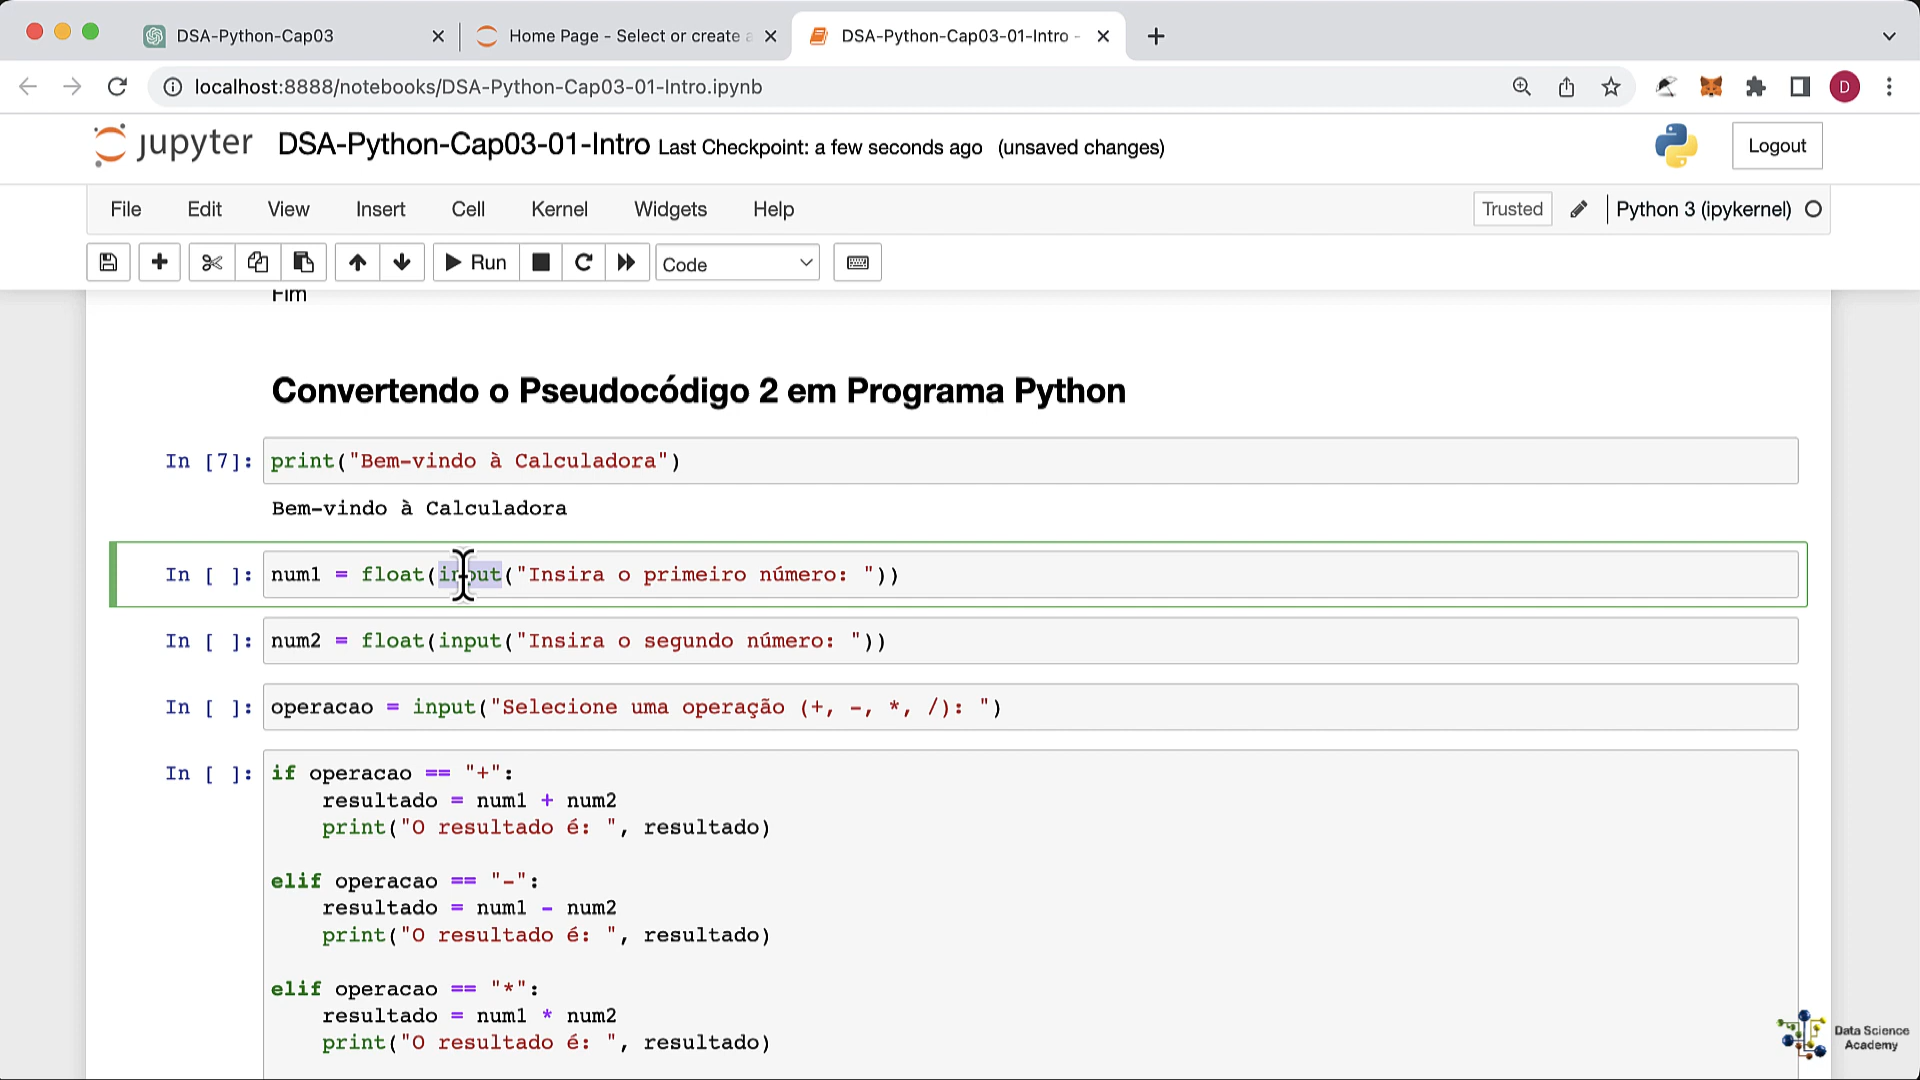 DSA-Python-Cap03
Home Page - Select or create a
DSA-Python-Cap03-01-Intro -
localhost:8888/notebooks/DSA-Python-Cap03-01-Intro.ipynb
D
jupyter DSA-Python-Cap03-01-Intro Last Checkpoint: a few seconds ago (unsaved changes)
Logout
File Edit View Insert Cell Kernel Widgets Help
Trusted
Python 3 (ipykernel)
Run
Code
Fim
Convertendo o Pseudocódigo 2 em Programa Python
In [7]: print("Bem-vindo à Calculadora")
Bem-vindo à Calculadora
In [ ]: num1 = float(input("Insira o primeiro número: "))
In [ ]: num2 = float(input("Insira o segundo número: "))
In [ ]: operacao = input("Selecione uma operação (+, -, *, /): ")
In [ ]: if operacao == "+":
    resultado = num1 + num2
    print("O resultado é: ", resultado)
elif operacao == "-":
    resultado = num1 - num2
    print("O resultado é: ", resultado)
elif operacao == "*":
    resultado = num1 * num2
    print("O resultado é: ", resultado)
Data Science
Academy